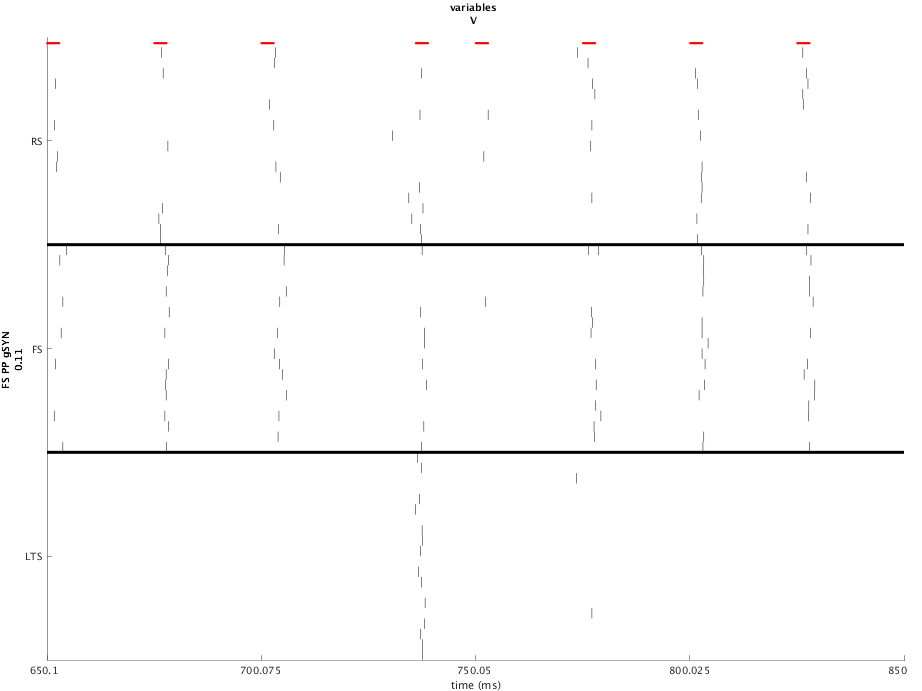 variables
V
RS
FS
LTS
FS PP gSYN
0.11
650.1
700.075
750.05
800.025
850
time (ms)